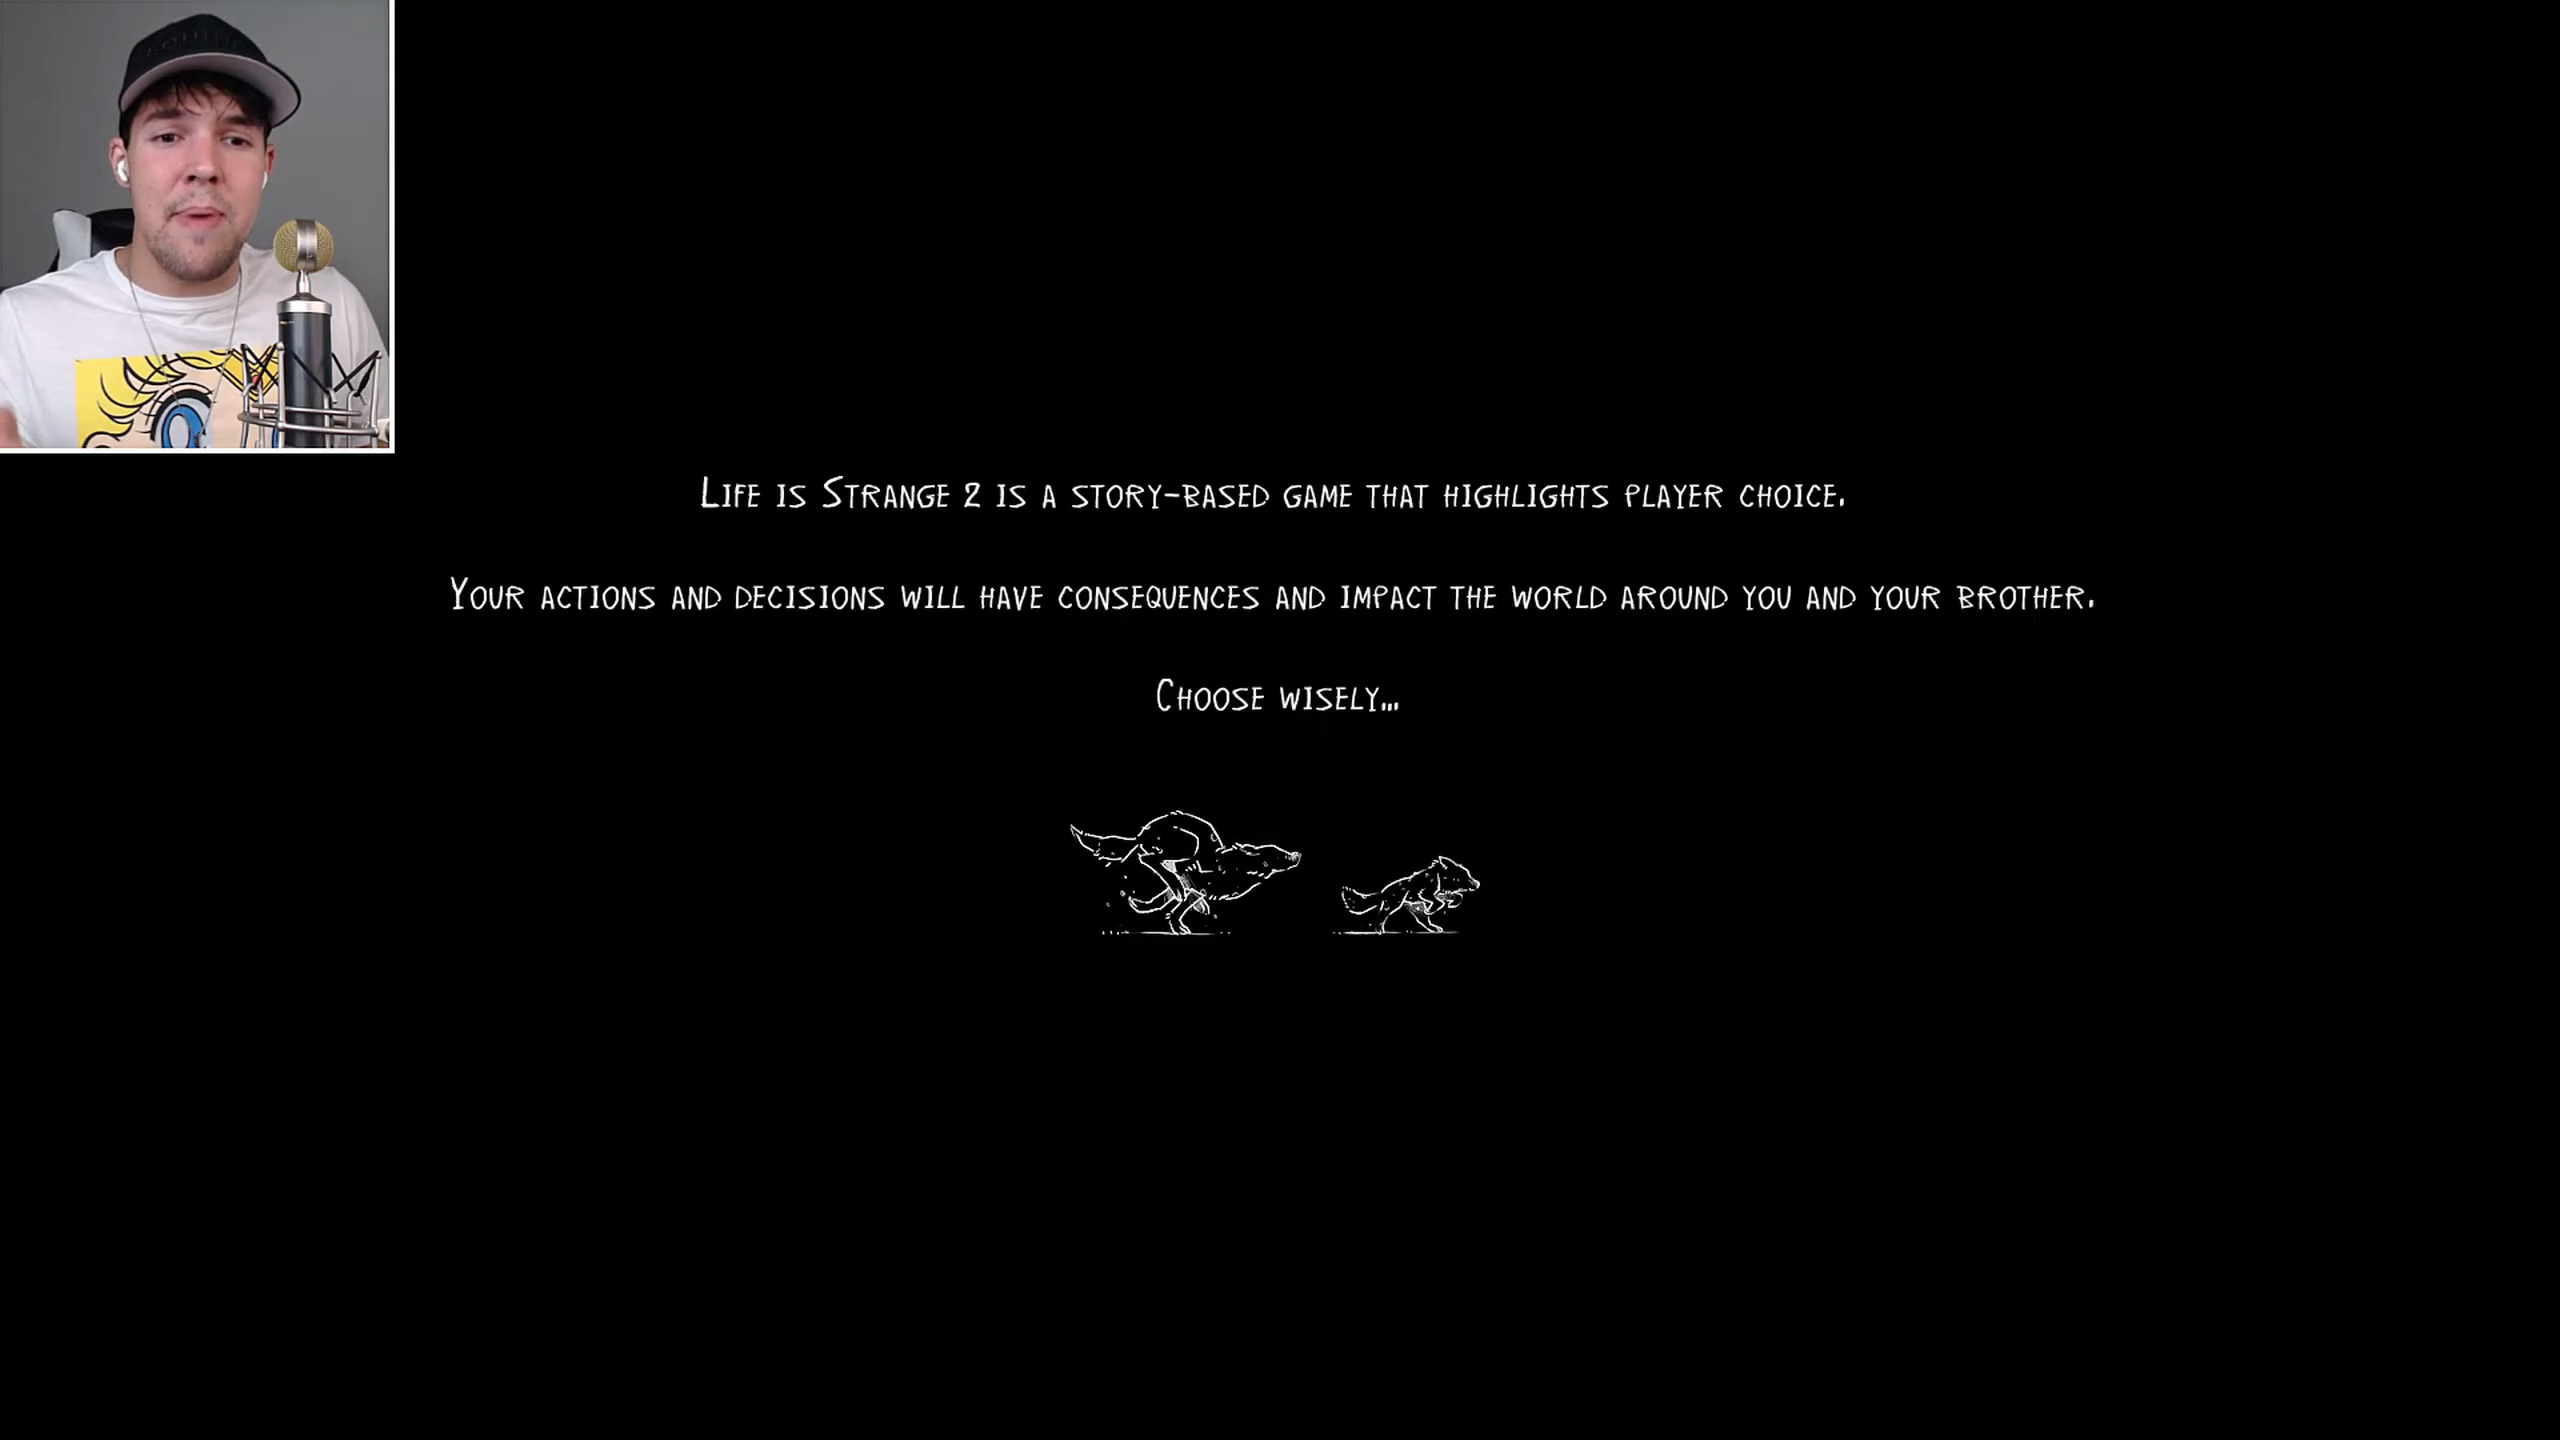 Life is Strange 2 is a story-based game that highlights player choice.
Your actions and decisions will have consequences and impact the world around you and your brother.
Choose wisely...